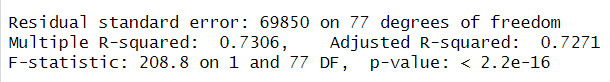 Residual standard error: 69850 on 77 degrees of freedom
Multiple R-squared:  0.7306,    Adjusted R-squared:  0.7271
F-statistic: 208.8 on 1 and 77 DF,  p-value: < 2.2e-16